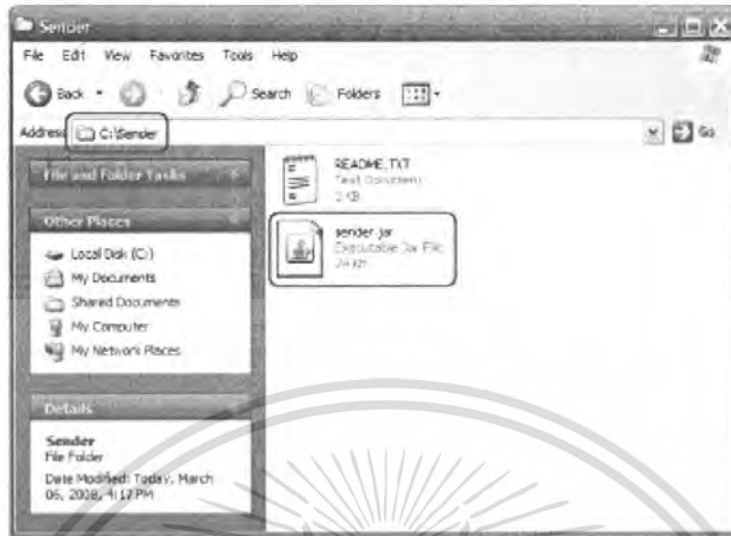 Sender
File Edit View Favorites Tools Help
Back Search Folders
Address C:\Sender Go
File and Folder Tasks
Other Places
Local Disk (C:)
My Documents
Shared Documents
My Computer
My Network Places
Details
Sender
File Folder
Date Modified: Today, March
06, 2008, 4:17 PM
README.TXT
Text Document
KB
sender.jar
Executable Jar File
KB